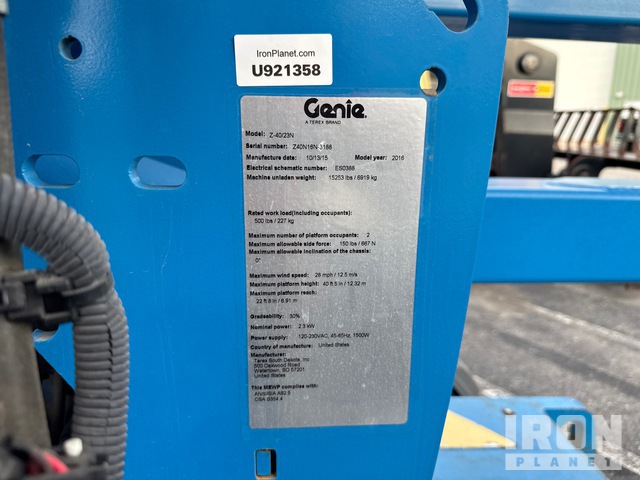 IronPlanet.com
U921358
Genie
A TEREX BRAND
Model: Z-40/23N
Serial number: Z40N16N-3188
Manufacture date: 10/13/15 Model year: 2016
Electrical schematic number: ES0388
Machine unladen weight: 15253 lbs / 6919 kg
Rated work load(including occupants):
500 lbs / 227 kg
Maximum number of platform occupants: 2
Maximum allowable side force: 150 lbs / 667 N
Maximum allowable inclination of the chassis:
0°
Maximum wind speed: 28 mph / 12.5 m/s
Maximum platform height: 40 ft 5 in / 12.32 m
Maximum platform reach:
22 ft 8 in / 6.91 m
Gradeability: 30%
Nominal power: 2.3 kW
Power supply: 120-230VAC, 45-65Hz, 1500W
Country of manufacture: United States
Manufacturer:
Terex South Dakota, Inc
500 Oakwood Road
Watertown, SD 57201
United States
This MEWP complies with:
ANSI/SIA A92.5
CSA B354.4
IRON
PLANET